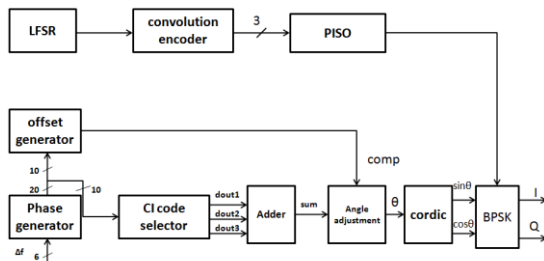 LFSR
convolution
encoder
3
PISO
offset
generator
comp
10
20
10
Phase
generator
Δf
6
CI code
selector
dout1
dout2
dout3
Adder
sum
Angle
adjustment
θ
cordic
sinθ
cosθ
BPSK
I
Q